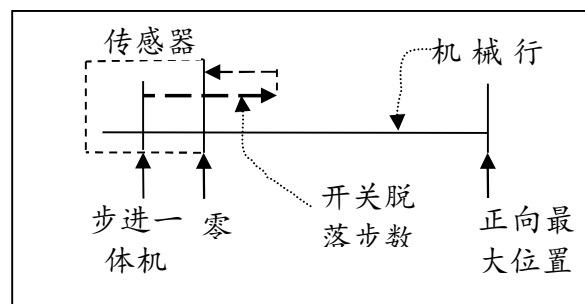 传感器
机 械 行
步进一
体机
零
开关脱
落步数
正向最
大位置